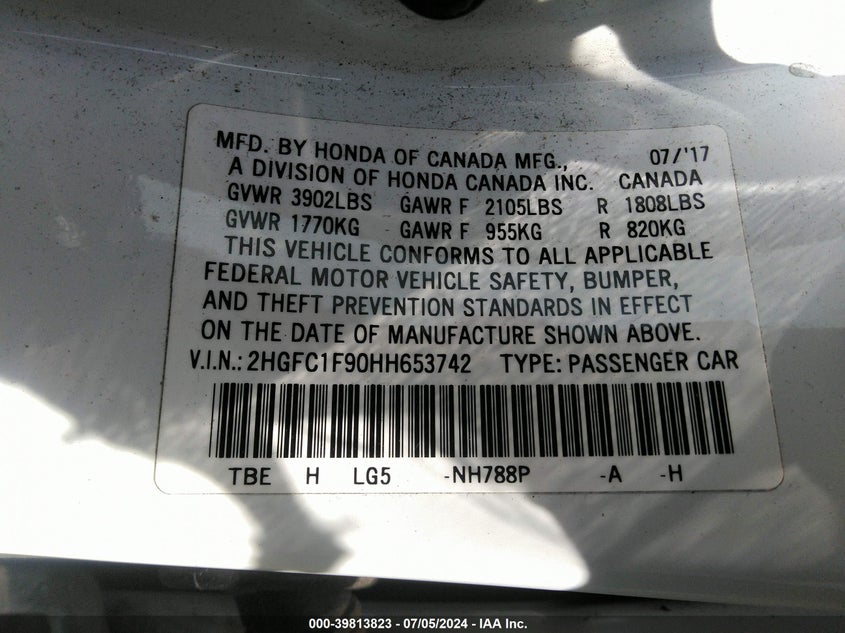 MFD. BY HONDA OF CANADA MFG., 07/'17
A DIVISION OF HONDA CANADA INC. CANADA
GVWR 3902LBS GAWR F 2105LBS R 1808LBS
GVWR 1770KG GAWR F 955KG R 820KG
THIS VEHICLE CONFORMS TO ALL APPLICABLE
FEDERAL MOTOR VEHICLE SAFETY, BUMPER,
AND THEFT PREVENTION STANDARDS IN EFFECT
ON THE DATE OF MANUFACTURE SHOWN ABOVE.
V.I.N.: 2HGFC1F90HH653742 TYPE: PASSENGER CAR
TBE H LG5 -NH788P -A -H
000-39813823 - 07/05/2024 - IAA Inc.